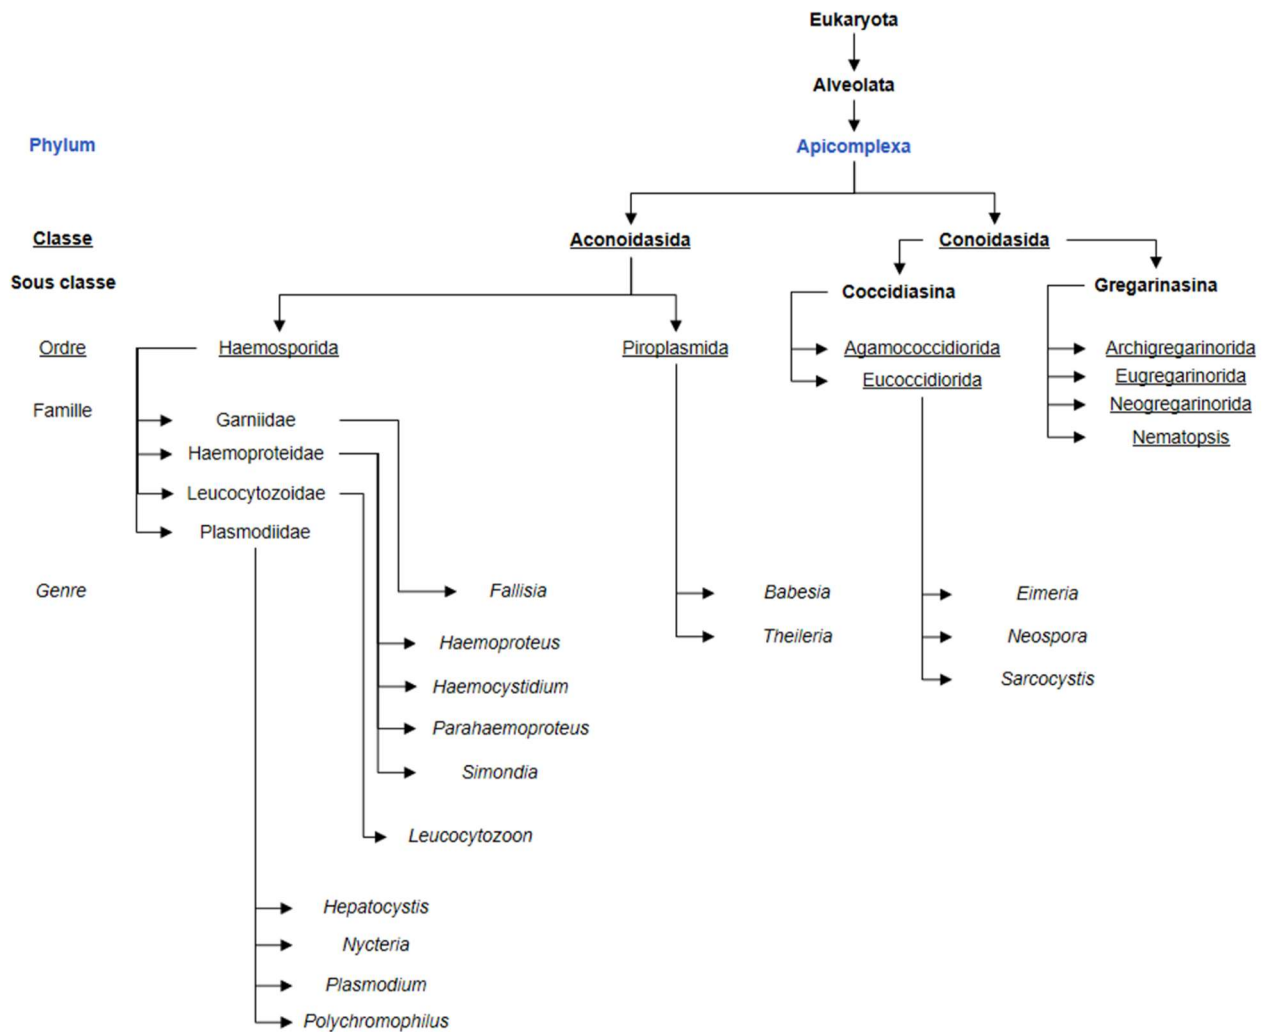 Eukaryota
Alveolata
Phylum
Apicomplexa
Classe
Aconoidasida
Conoidasida
Sous classe
Coccidiasina
Gregarinasina
Ordre
Haemosporida
Piroplasmida
Agamococcidiorida
Archigregarinorida
Eucoccidiorida
Eugregarinorida
Famille
Neogregarinorida
Garniidae
Nematopsis
Haemoproteidae
Leucocytozoidae
Plasmodiidae
Genre
Fallisia
Babesia
Eimeria
Haemoproteus
Theileria
Neospora
Haemocystidium
Sarcocystis
Parahaemoproteus
Simondia
Leucocytozoon
Hepatocystis
Nycteria
Plasmodium
Polychromophilus